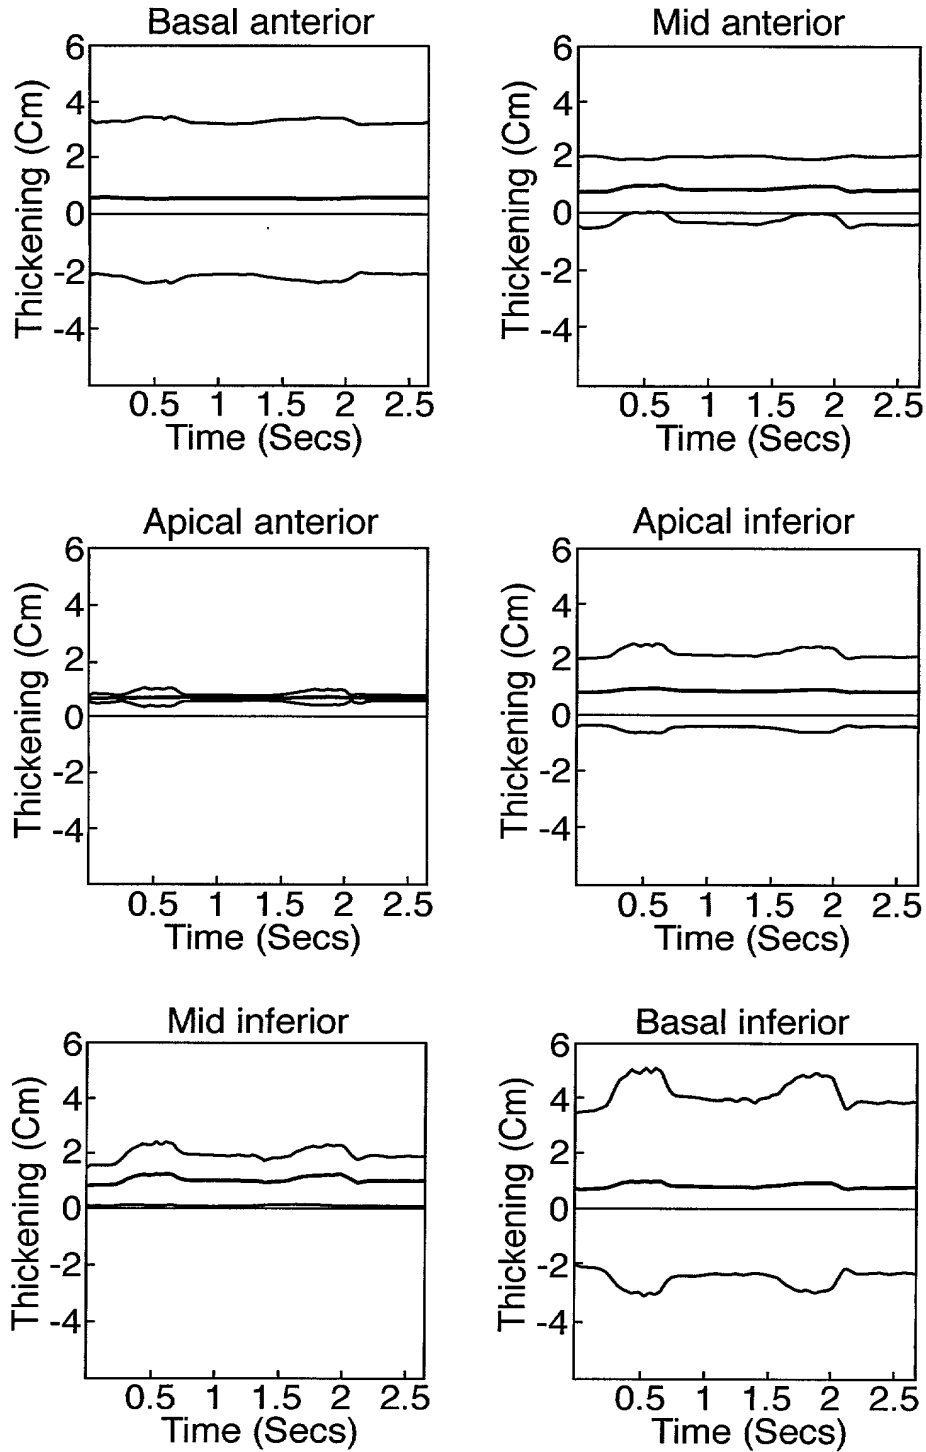 Basal anterior
6
4
2
0
-2
-4
Thickening (Cm)
0.5 1 1.5 2 2.5
Time (Secs)
Mid anterior
6
4
2
0
-2
-4
Thickening (Cm)
0.5 1 1.5 2 2.5
Time (Secs)
Apical anterior
6
4
2
0
-2
-4
Thickening (Cm)
0.5 1 1.5 2 2.5
Time (Secs)
Apical inferior
6
4
2
0
-2
-4
Thickening (Cm)
0.5 1 1.5 2 2.5
Time (Secs)
Mid inferior
6
4
2
0
-2
-4
Thickening (Cm)
0.5 1 1.5 2 2.5
Time (Secs)
Basal inferior
6
4
2
0
-2
-4
Thickening (Cm)
0.5 1 1.5 2 2.5
Time (Secs)